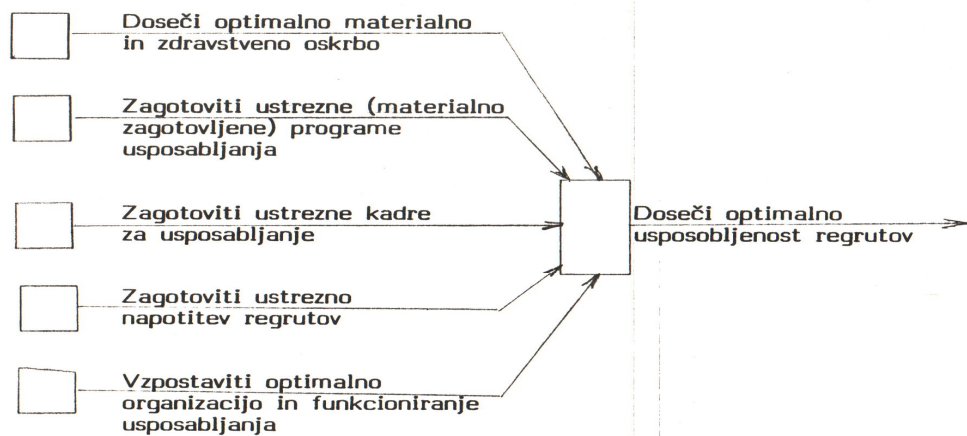 Doseči optimalno materialno
in zdravstveno oskrbo
Zagotoviti ustrezne (materialno
zagotovljene) programe
usposabljanja
Zagotoviti ustrezne kadre
za usposabljanje
Doseči optimalno
usposobljenost regrutov
Zagotoviti ustrezno
napotitev regrutov
Vzpostaviti optimalno
organizacijo in funkcioniranje
usposabljanja